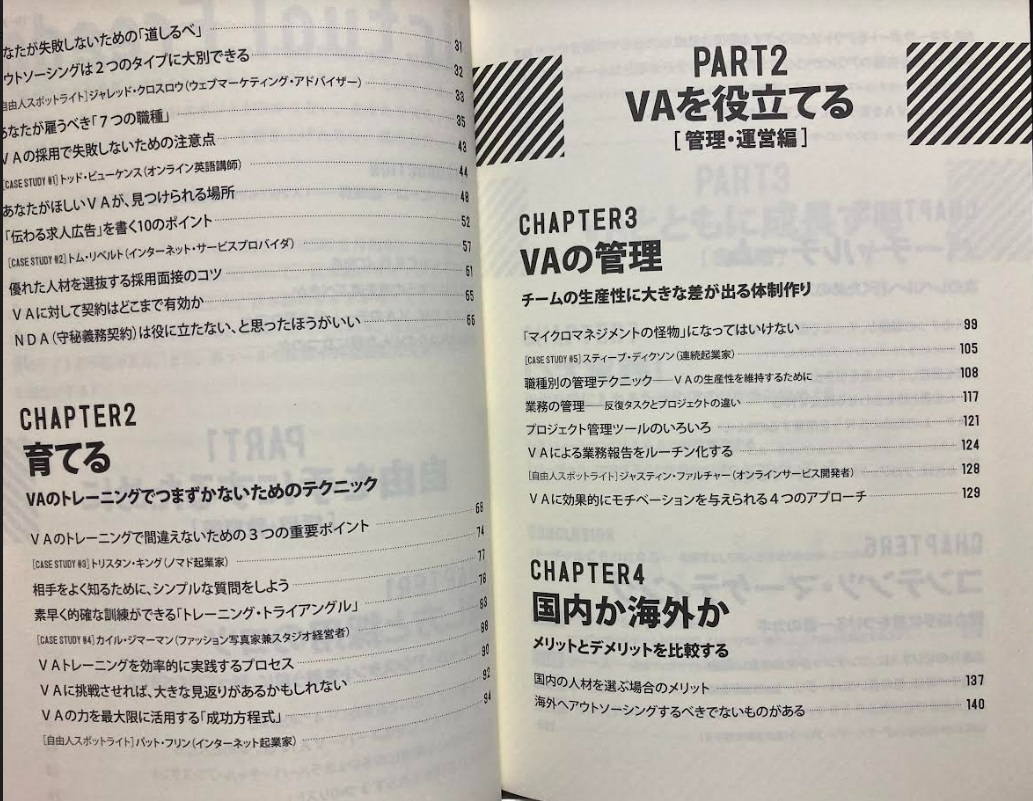 なたが失敗しないための「道しるべ」 31
ウトソーシングは２つのタイプに大別できる 32
自由人スポットライト］ジャレッド・クロスロウ（ウェブマーケティング・アドバイザー） 33
あなたが雇うべき「７つの職種」 35
ＶＡの採用で失敗しないための注意点 43
［CASE STUDY #1］トッド・ビューケンス（オンライン英語講師） 44
あなたがほしいＶＡが、見つけられる場所 48
「伝わる求人広告」を書く10のポイント 52
［CASE STUDY #2］トム・リベルト（インターネット・サービスプロバイダ） 57
優れた人材を選抜する採用面接のコツ 61
ＶＡに対して契約はどこまで有効か 65
ＮＤＡ（守秘義務契約）は役に立たない、と思ったほうがいい 66
CHAPTER2
育てる
VAのトレーニングでつまずかないためのテクニック
ＶＡのトレーニングで間違えないための３つの重要ポイント 68
［CASE STUDY #3］トリスタン・キング（ノマド起業家） 74
相手をよく知るために、シンプルな質問をしよう 77
素早く的確な訓練ができる「トレーニング・トライアングル」 78
［CASE STUDY #4］カイル・ジマーマン（ファッション写真家兼スタジオ経営者） 83
ＶＡトレーニングを効率的に実践するプロセス 88
ＶＡに挑戦させれば、大きな見返りがあるかもしれない 90
ＶＡの力を最大限に活用する「成功方程式」 92
［自由人スポットライト］パット・フリン（インターネット起業家） 94
PART2
VAを役立てる
［管理・運営編］
CHAPTER3
VAの管理
チームの生産性に大きな差が出る体制作り
「マイクロマネジメントの怪物」になってはいけない 99
［CASE STUDY #5］スティーブ・ディクソン（連続起業家） 105
職種別の管理テクニック――ＶＡの生産性を維持するために 108
業務の管理――反復タスクとプロジェクトの違い 117
プロジェクト管理ツールのいろいろ 121
ＶＡによる業務報告をルーチン化する 124
［自由人スポットライト］ジャスティン・ファルチャー（オンラインサービス開発者） 128
ＶＡに効果的にモチベーションを与えられる４つのアプローチ 129
CHAPTER4
国内か海外か
メリットとデメリットを比較する
国内の人材を選ぶ場合のメリット 137
海外へアウトソーシングするべきでないものがある 140